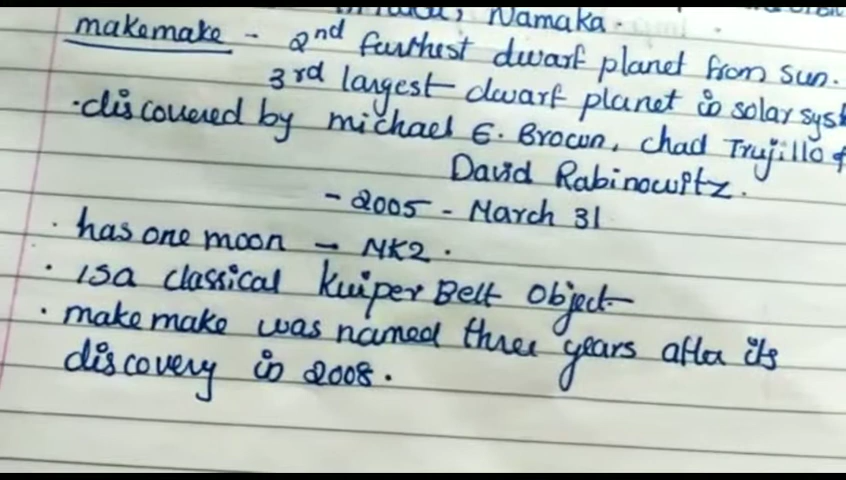 Namaka.
makemake - 2nd furthest dwarf planet from sun.
3rd largest dwarf planet in solar syst
· discovered by michael E. Brown, chad Trujillo &
David Rabinowitz.
- 2005 - March 31
· has one moon - MK2.
· is a classical Kuiper Belt Object
· makemake was named three years after its
discovery in 2008.